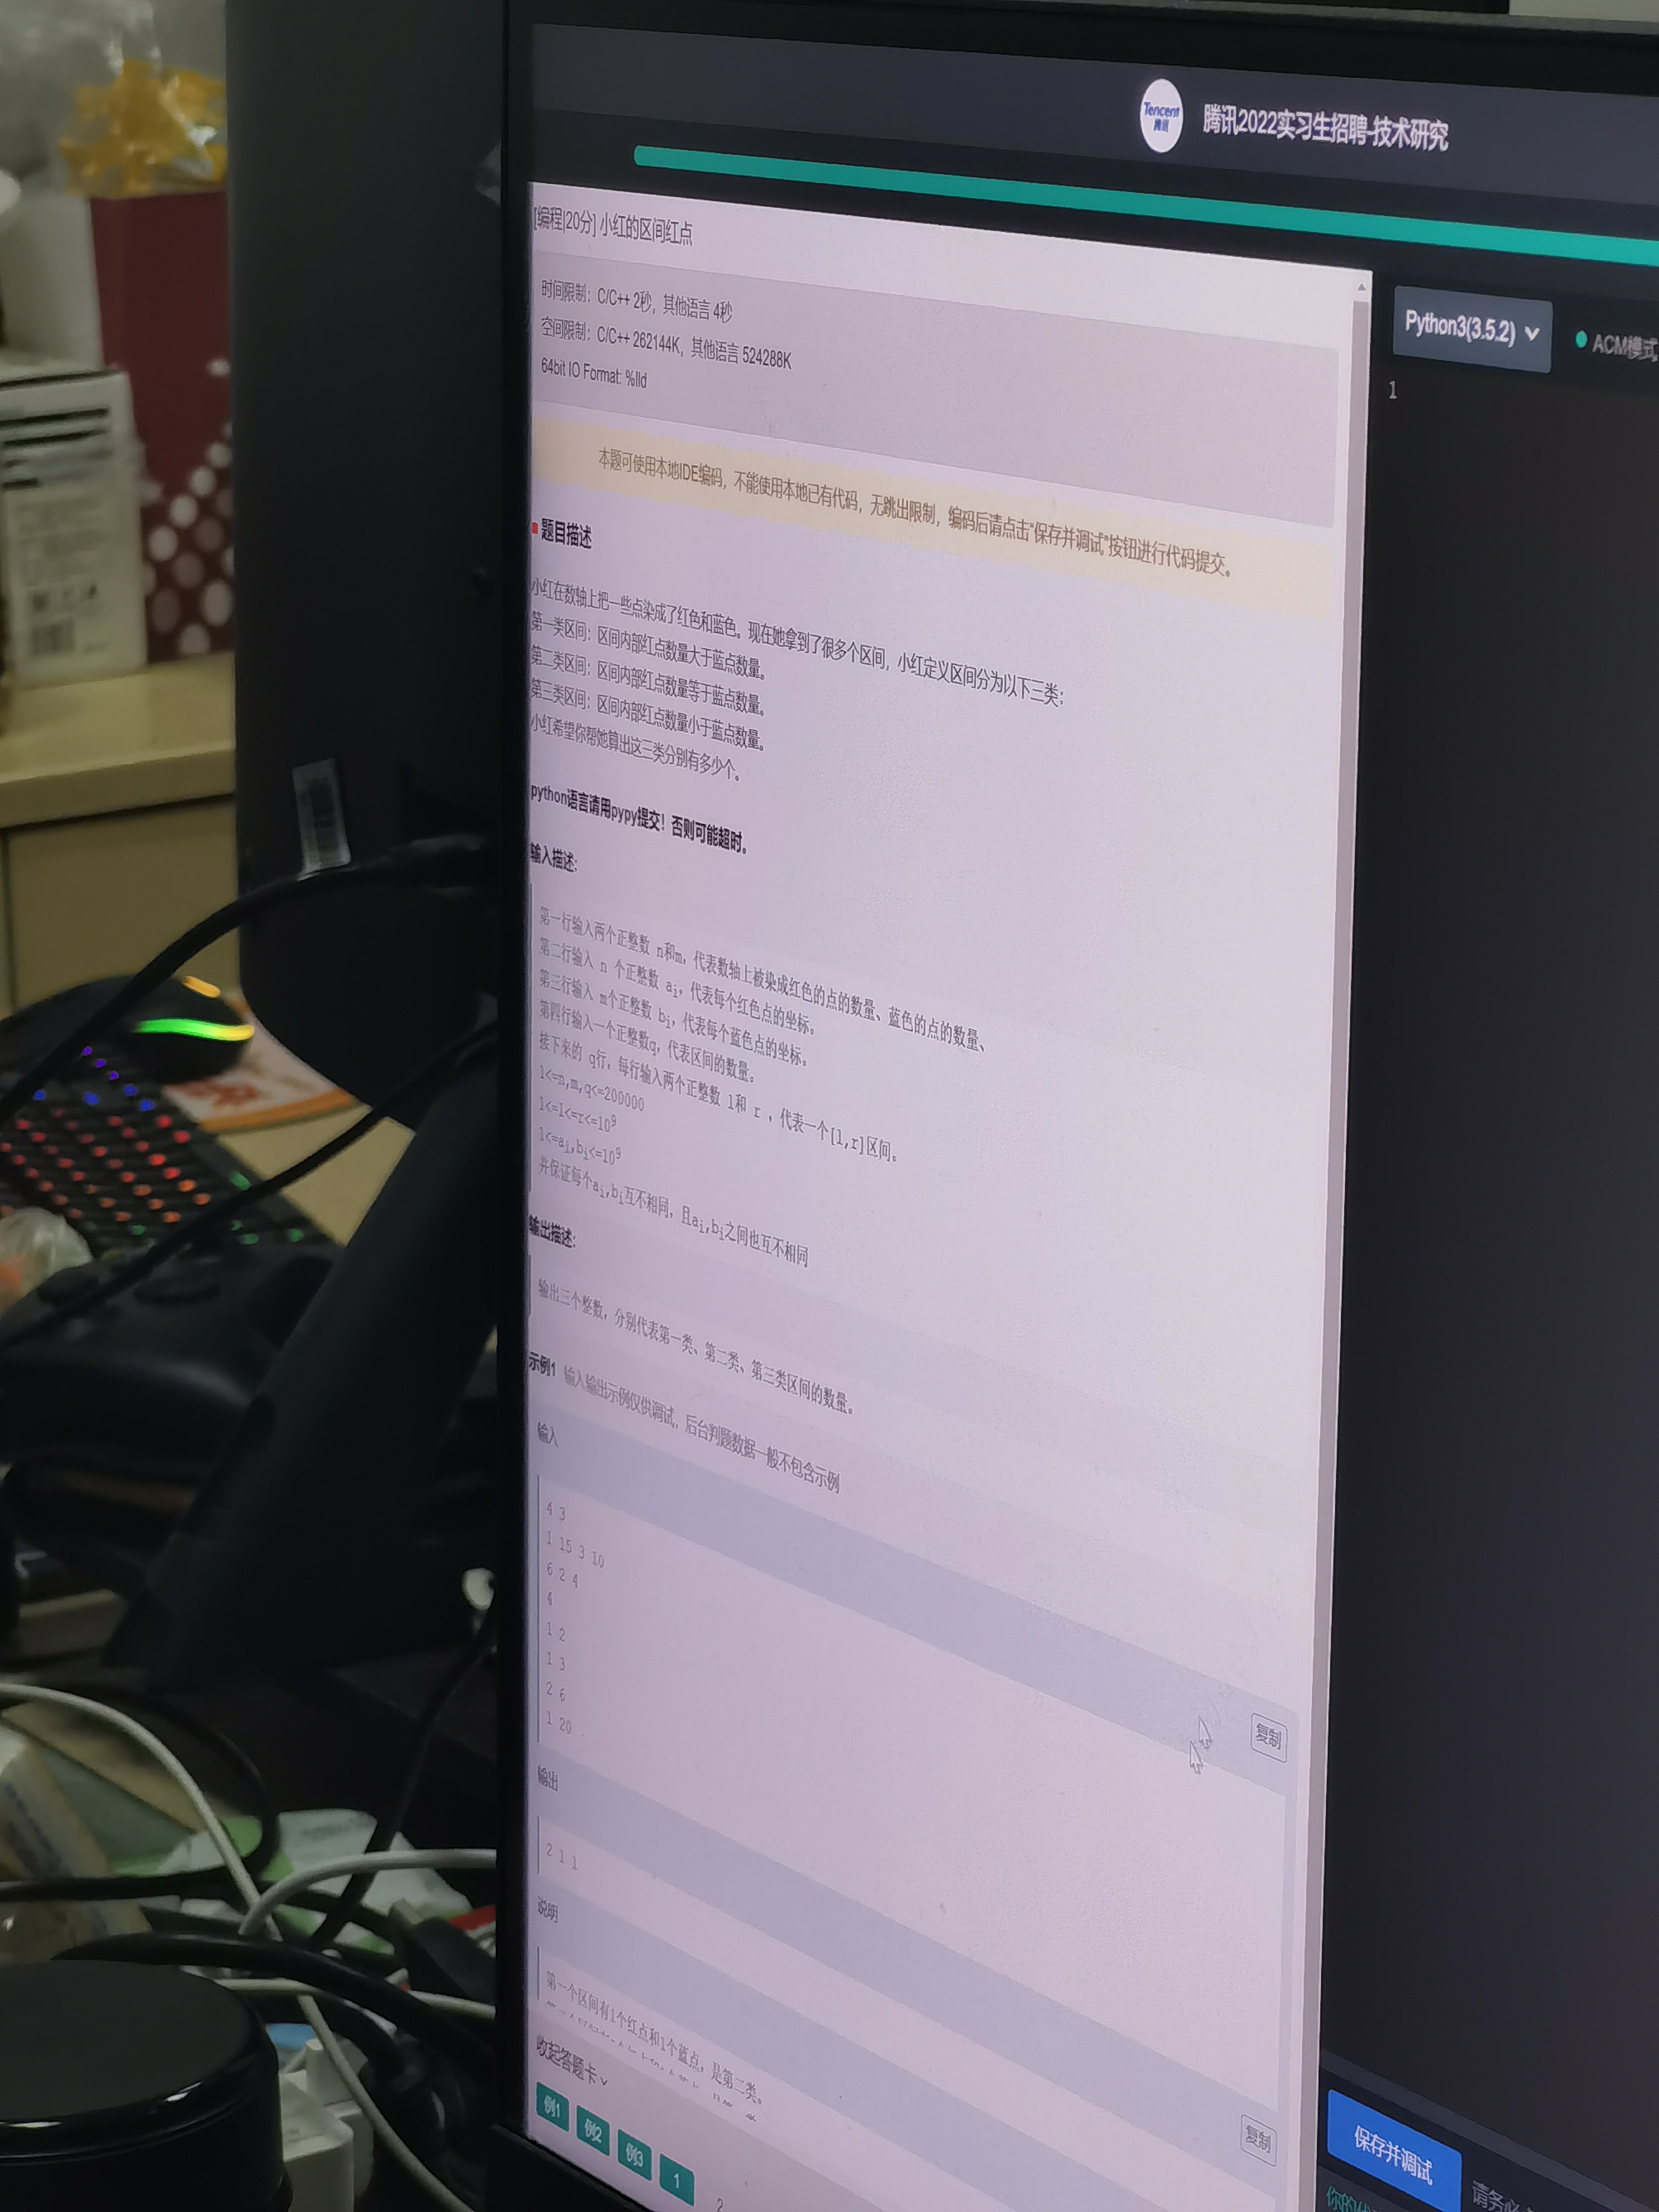 Tencent
腾讯
腾讯2022实习生招聘-技术研究
[编程|20分] 小红的区间红点
时间限制：C/C++ 2秒，其他语言 4秒
空间限制：C/C++ 262144K，其他语言 524288K
64bit IO Format: %lld
本题可使用本地IDE编码，不能使用本地已有代码，无跳出限制，编码后请点击“保存并调试”按钮进行代码提交。
题目描述
小红在数轴上把一些点染成了红色和蓝色。现在她拿到了很多个区间，小红定义区间分为以下三类：
第一类区间：区间内部红点数量大于蓝点数量。
第二类区间：区间内部红点数量等于蓝点数量。
第三类区间：区间内部红点数量小于蓝点数量。
小红希望你帮她算出这三类分别有多少个。
python语言请用pypy提交！否则可能超时。
输入描述:
第一行输入两个正整数 n和m，代表数轴上被染成红色的点的数量、蓝色的点的数量、
第二行输入 n 个正整数 ai，代表每个红色点的坐标。
第三行输入 m个正整数 bi，代表每个蓝色点的坐标。
第四行输入一个正整数q，代表区间的数量。
接下来的 q行，每行输入两个正整数 l和 r ，代表一个[l,r]区间。
1<=n,m,q<=200000
1<=l<=r<=10^9
1<=ai,bi<=10^9
并保证每个ai,bi互不相同，且ai,bi之间也互不相同
输出描述:
输出三个整数，分别代表第一类、第二类、第三类区间的数量。
示例1 输入输出示例仅供调试，后台判题数据一般不包含示例
输入
复制
4 3
1 15 3 10
6 2 4
4
1 2
1 3
2 6
1 20
输出
复制
2 1 1
说明
第一个区间有1个红点和1个蓝点，是第二类。
收起答题卡
例1
例2
例3
1
2
Python3(3.5.2)
ACM模式
1
保存并调试